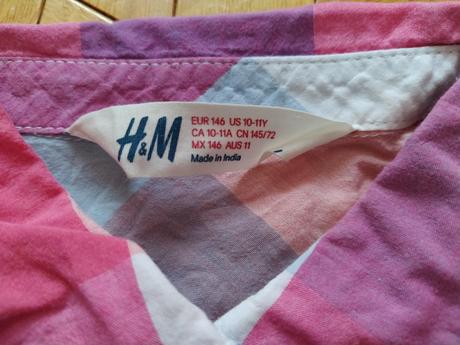 H&M
EUR 146 US 10-11Y
CA 10-11A CN 145/72
MX 146 AUS 11
Made in India